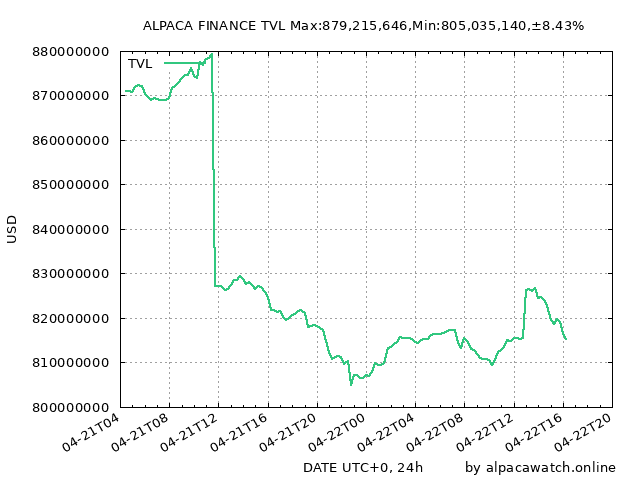 ALPACA FINANCE TVL Max:879,215,646,Min:805,035,140,±8.43%
880000000
TVL
870000000
860000000
850000000
840000000
USD
830000000
820000000
810000000
800000000
04-21T04
04-21T08
04-21T12
04-21T16
04-21T20
04-22T00
04-22T04
04-22T08
04-22T12
04-22T16
04-22T20
DATE UTC+0, 24h
by alpacawatch.online